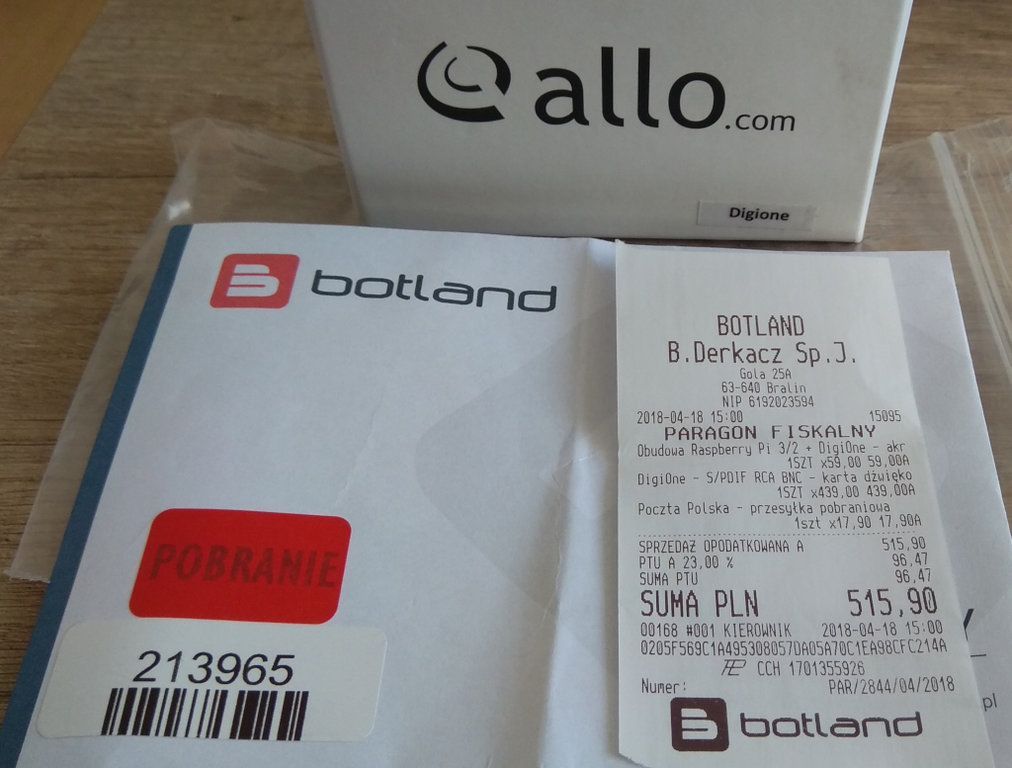 allo.com
Digione
botland
POBRANIE
213965
BOTLAND
B.Derkacz Sp.J.
Gola 25A
63-640 Bralin
NIP 6192023594
2018-04-18 15:00 15095
PARAGON FISKALNY
Obudowa Raspberry Pi 3/2 + DigiOne - akr
1SZT x59,00 59,00A
DigiOne - S/PDIF RCA BNC - karta dźwięko
1SZT x439,00 439,00A
Poczta Polska - przesyłka pobraniowa
1szt x17,90 17,90A
SPRZEDAŻ OPODATKOWANA A 515,90
PTU A 23,00 % 96,47
SUMA PTU 96,47
SUMA PLN 515,90
00168 #001 KIEROWNIK 2018-04-18 15:00
0205F569C1A495308057DA05A70C1EA98CFC214A
CCH 1701355926
Numer: PAR/2844/04/2018
botland
pl